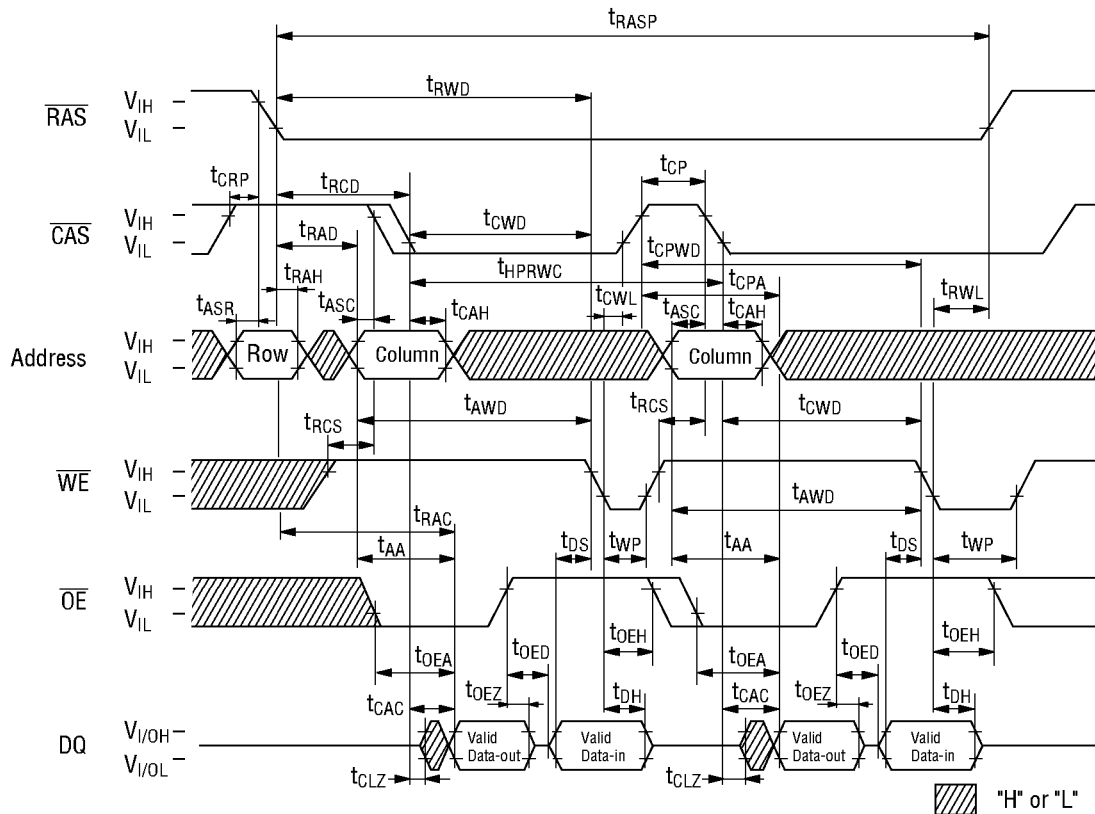 tRASP
tRWD
RAS
VIH
VIL
tCRP
tRCD
tCP
CAS
VIH
VIL
tRAD
tCWD
tCPWD
tHPRWC
tCPA
tRAH
tCWL
tRWL
tASR
tASC
tCAH
tASC
tCAH
Address
VIH
VIL
Row
Column
Column
tAWD
tRCS
tCWD
tRCS
WE
VIH
VIL
tAWD
tRAC
tAA
tDS
tWP
tAA
tDS
tWP
OE
VIH
VIL
tOEA
tOED
tOEH
tOEA
tOED
tOEH
tCAC
tOEZ
tDH
tCAC
tOEZ
tDH
DQ
VI/OH
VI/OL
Valid
Data-out
Valid
Data-in
Valid
Data-out
Valid
Data-in
tCLZ
tCLZ
"H" or "L"